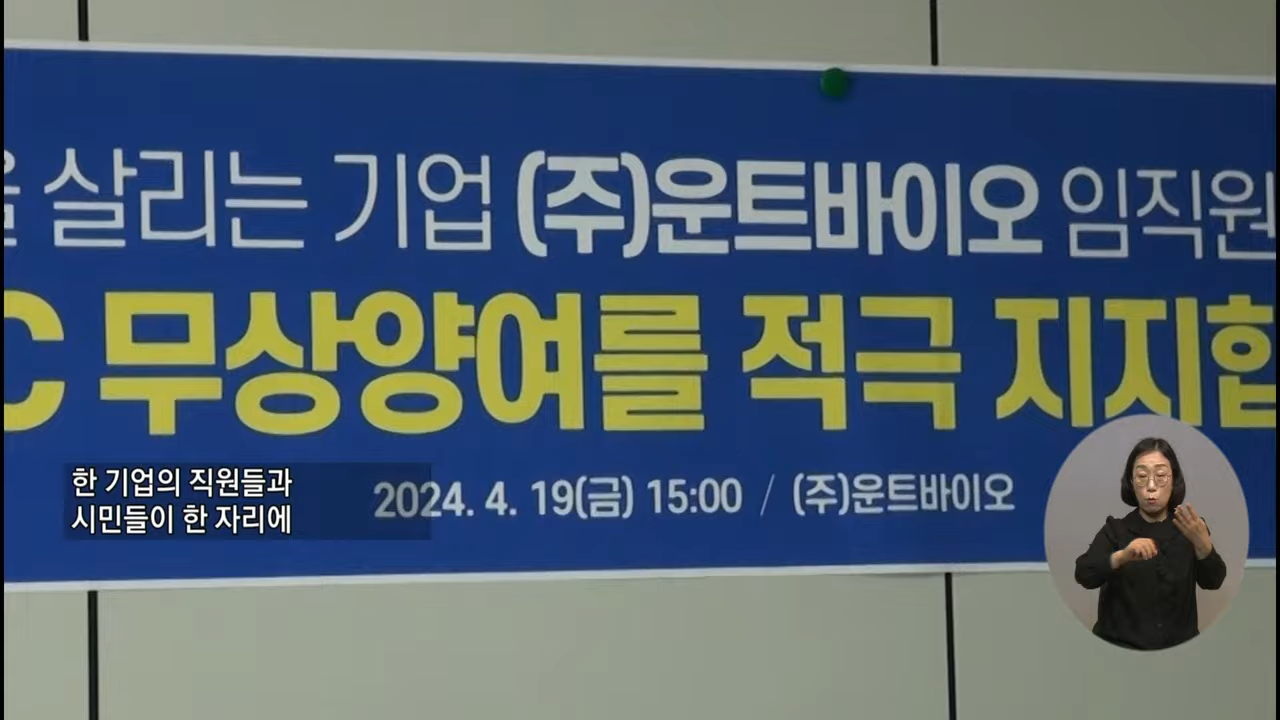 살리는 기업 (주)운트바이오 임직원
C 무상양여를 적극 지지합
2024. 4. 19(금) 15:00 / (주)운트바이오
한 기업의 직원들과
시민들이 한 자리에